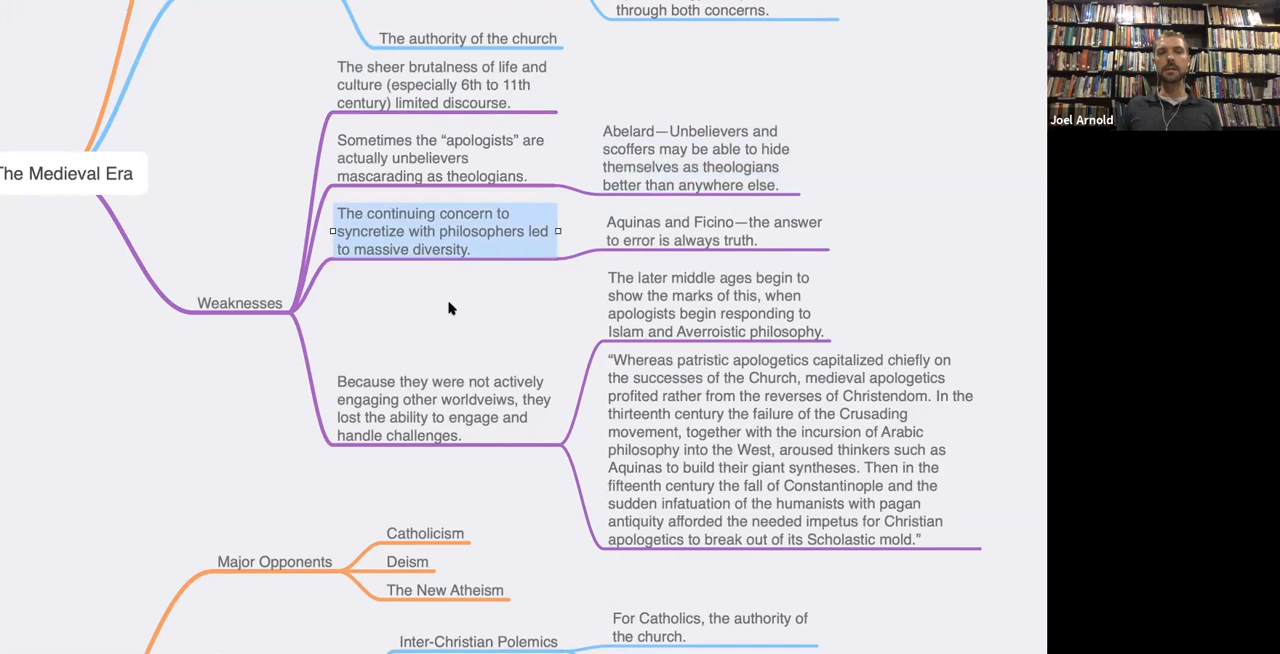 through both concerns.
The authority of the church
The sheer brutalness of life and
culture (especially 6th to 11th
century) limited discourse.
Sometimes the “apologists” are
actually unbelievers
mascarading as theologians.
Abelard—Unbelievers and
scoffers may be able to hide
themselves as theologians
better than anywhere else.
The Medieval Era
The continuing concern to
syncretize with philosophers led
to massive diversity.
Aquinas and Ficino—the answer
to error is always truth.
Weaknesses
The later middle ages begin to
show the marks of this, when
apologists begin responding to
Islam and Averroistic philosophy.
Because they were not actively
engaging other worldveiws, they
lost the ability to engage and
handle challenges.
“Whereas patristic apologetics capitalized chiefly on
the successes of the Church, medieval apologetics
profited rather from the reverses of Christendom. In the
thirteenth century the failure of the Crusading
movement, together with the incursion of Arabic
philosophy into the West, aroused thinkers such as
Aquinas to build their giant syntheses. Then in the
fifteenth century the fall of Constantinople and the
sudden infatuation of the humanists with pagan
antiquity afforded the needed impetus for Christian
apologetics to break out of its Scholastic mold.”
Major Opponents
Catholicism
Deism
The New Atheism
Inter-Christian Polemics
For Catholics, the authority of
the church.
Joel Arnold